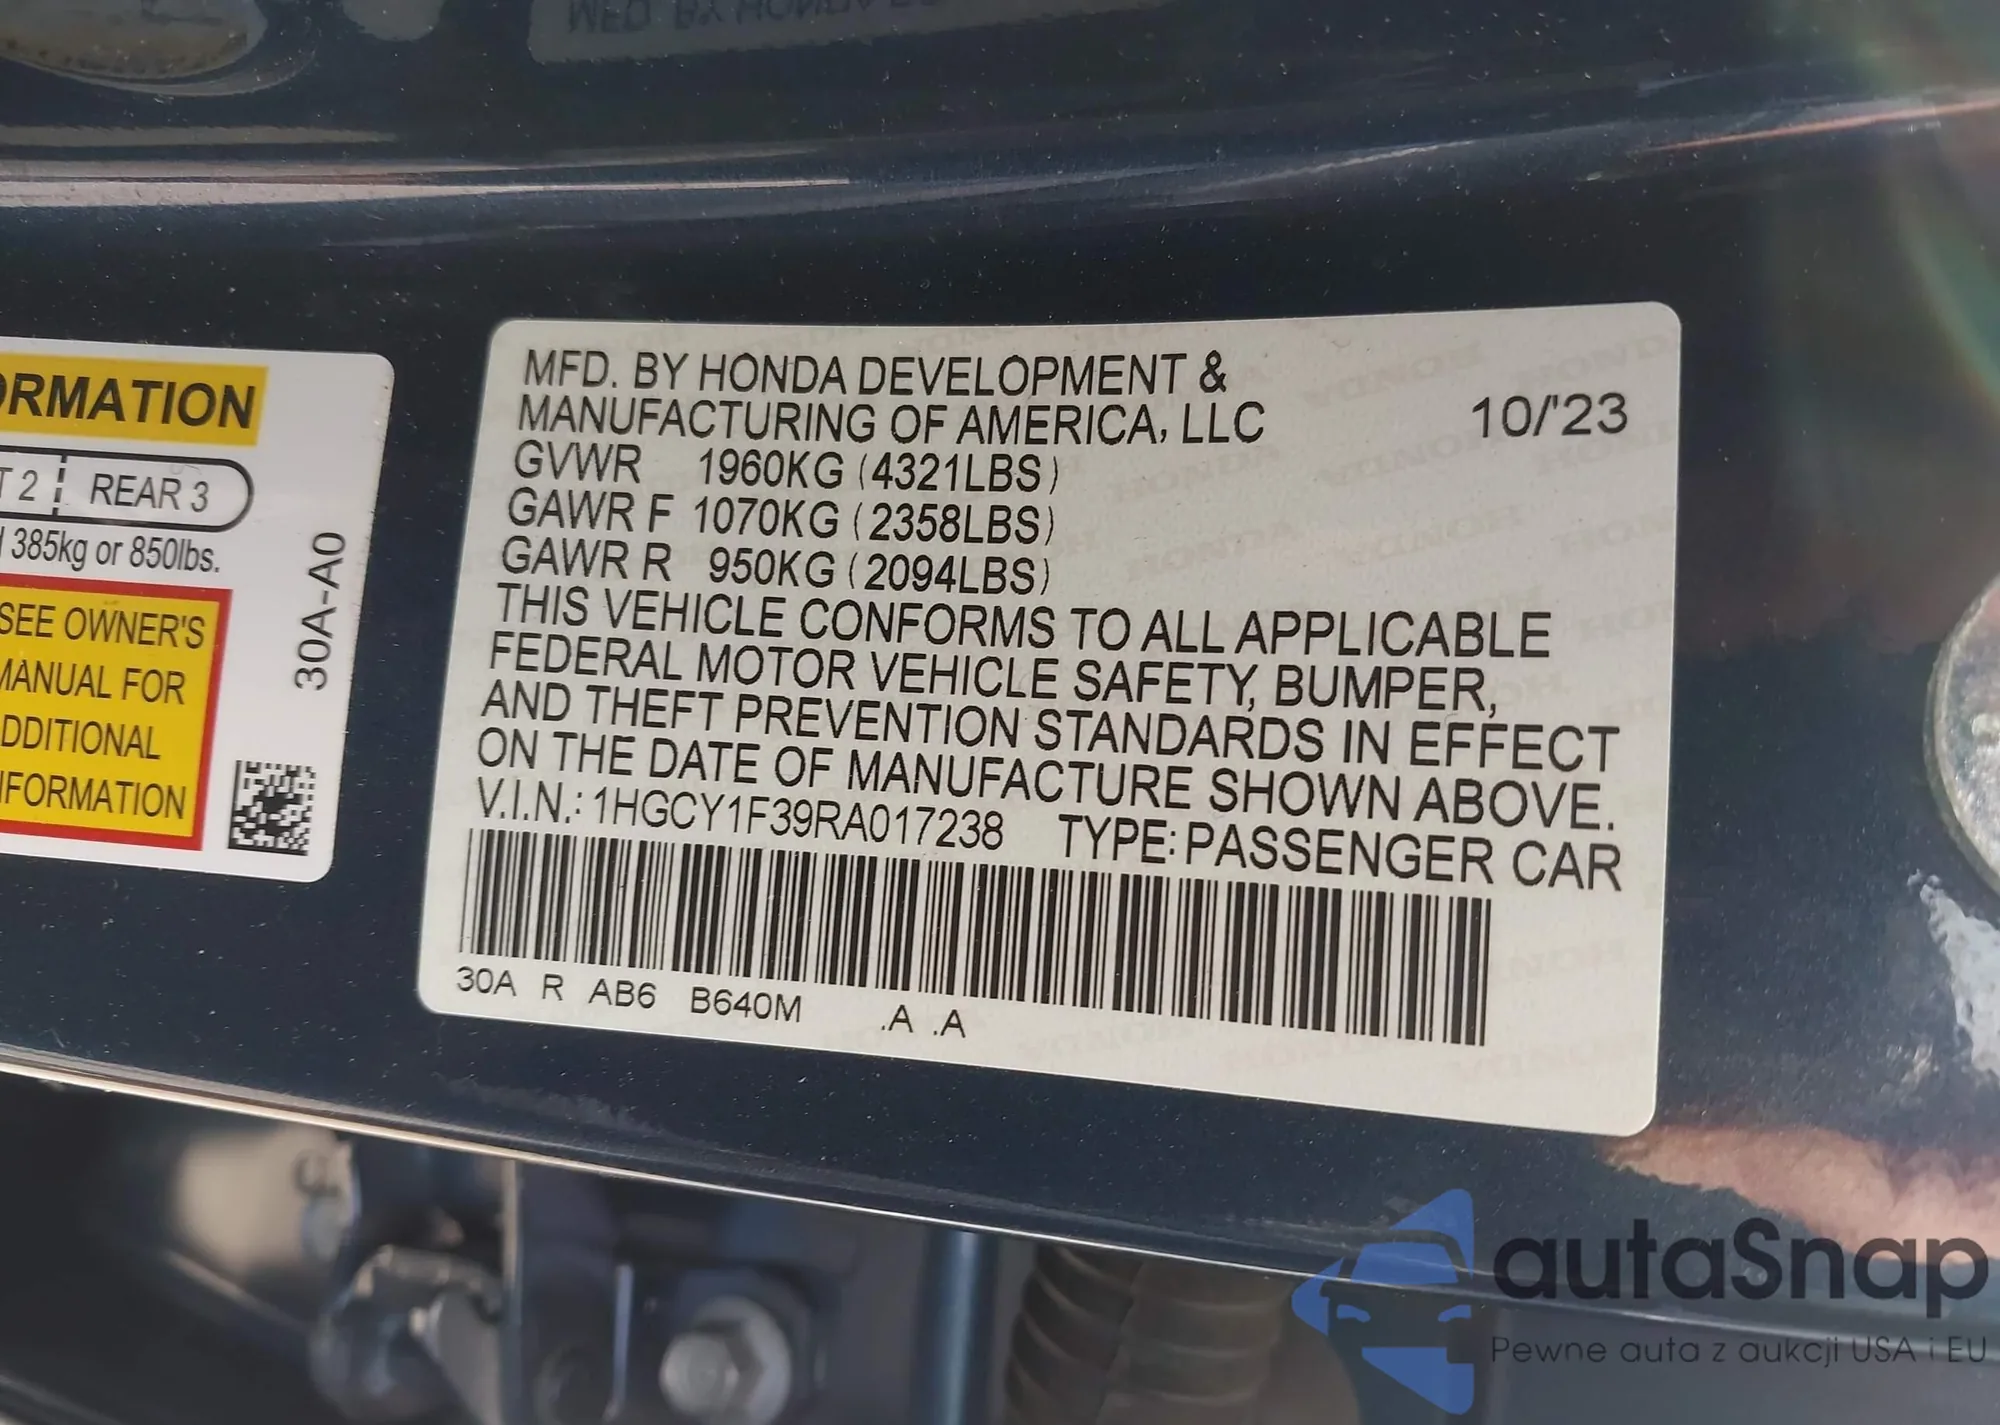 ORMATION
T 2 REAR 3
385kg or 850lbs.
SEE OWNER'S
MANUAL FOR
ADDITIONAL
INFORMATION
30A-A0
MFD. BY HONDA DEVELOPMENT &
MANUFACTURING OF AMERICA, LLC 10/'23
GVWR 1960KG (4321LBS)
GAWR F 1070KG (2358LBS)
GAWR R 950KG (2094LBS)
THIS VEHICLE CONFORMS TO ALL APPLICABLE
FEDERAL MOTOR VEHICLE SAFETY, BUMPER,
AND THEFT PREVENTION STANDARDS IN EFFECT
ON THE DATE OF MANUFACTURE SHOWN ABOVE.
V.I.N.: 1HGCY1F39RA017238 TYPE: PASSENGER CAR
30A R AB6 B640M .A .A
autaSnap
Pewne auta z aukcji USA i EU